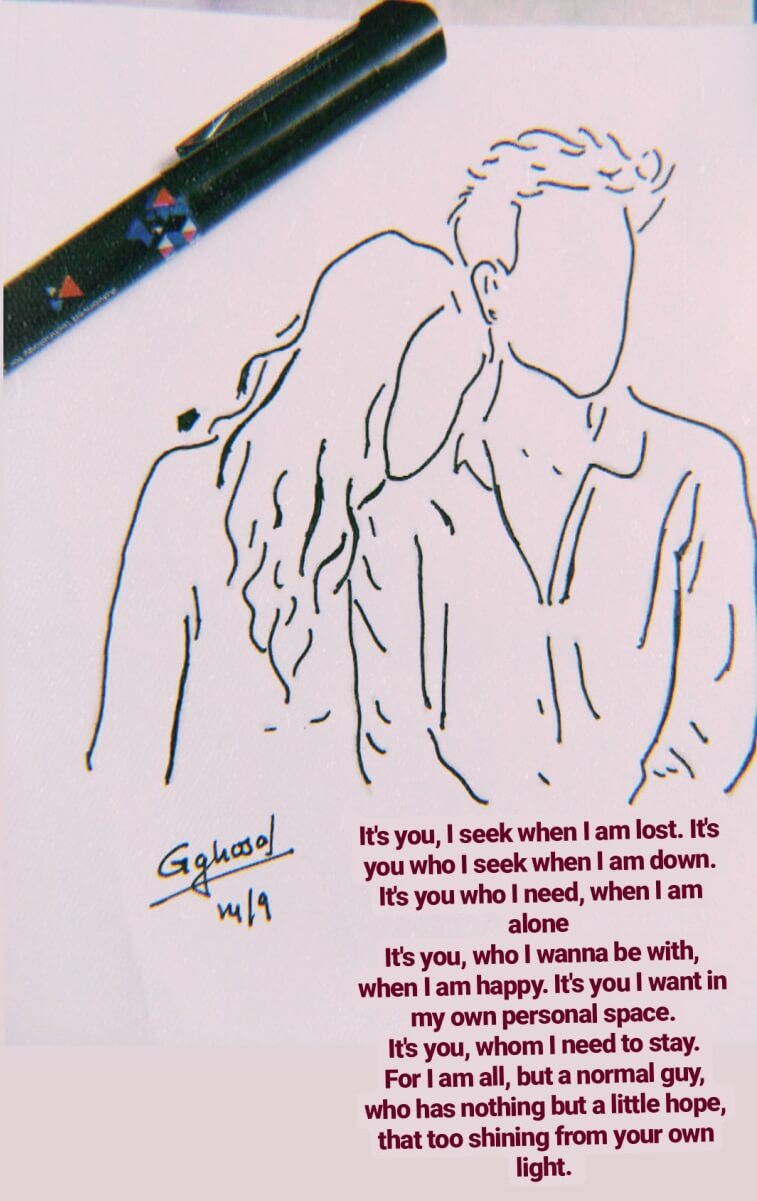 Gghosal
It's you, I seek when I am lost. It's
you who I seek when I am down.
It's you who I need, when I am
alone
It's you, who I wanna be with,
when I am happy. It's you I want in
my own personal space.
It's you, whom I need to stay.
For I am all, but a normal guy,
who has nothing but a little hope,
that too shining from your own
light.